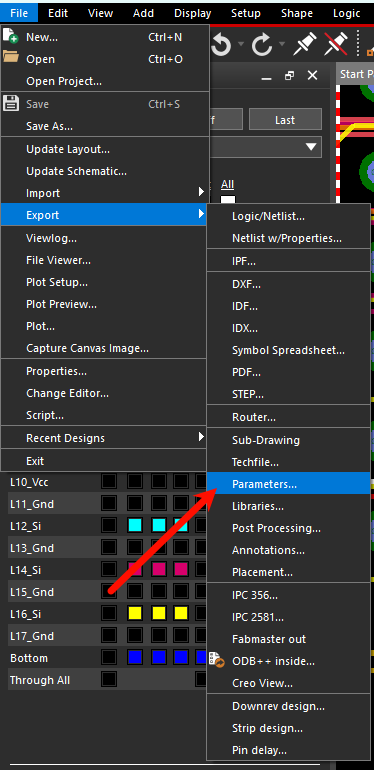 File Edit View Add Display Setup Shape Logic
New... Ctrl+N
Open Ctrl+O
Open Project...
Save Ctrl+S
Save As...
Update Layout...
Update Schematic...
Import
Export
Viewlog...
File Viewer...
Plot Setup...
Plot Preview...
Plot...
Capture Canvas Image...
Properties...
Change Editor...
Script...
Recent Designs
Exit
Start P
Last
All
Logic/Netlist...
Netlist w/Properties...
IPF...
DXF...
IDF...
IDX...
Symbol Spreadsheet...
PDF...
STEP...
Router...
Sub-Drawing
Techfile...
Parameters...
Libraries...
Post Processing...
Annotations...
Placement...
IPC 356...
IPC 2581...
Fabmaster out
ODB++ inside...
Creo View...
Downrev design...
Strip design...
Pin delay...
L10_Vcc
L11_Gnd
L12_Si
L13_Gnd
L14_Si
L15_Gnd
L16_Si
L17_Gnd
Bottom
Through All